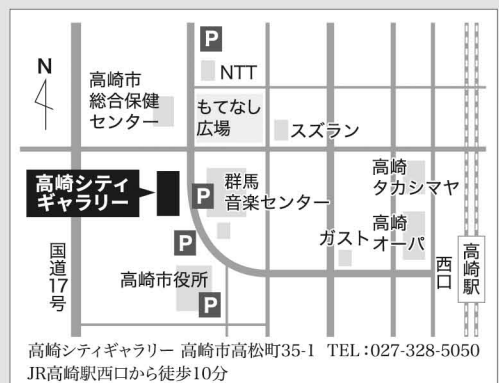 P
N
NTT
高崎市
総合保健
センター
もてなし
広場
スズラン
高崎シティ
ギャラリー
P
群馬
音楽センター
高崎
タカシマヤ
P
ガスト
高崎
オーパ
国道17号
高崎市役所
P
西口
高崎駅
高崎シティギャラリー 高崎市高松町35-1 TEL：027-328-5050
JR高崎駅西口から徒歩10分